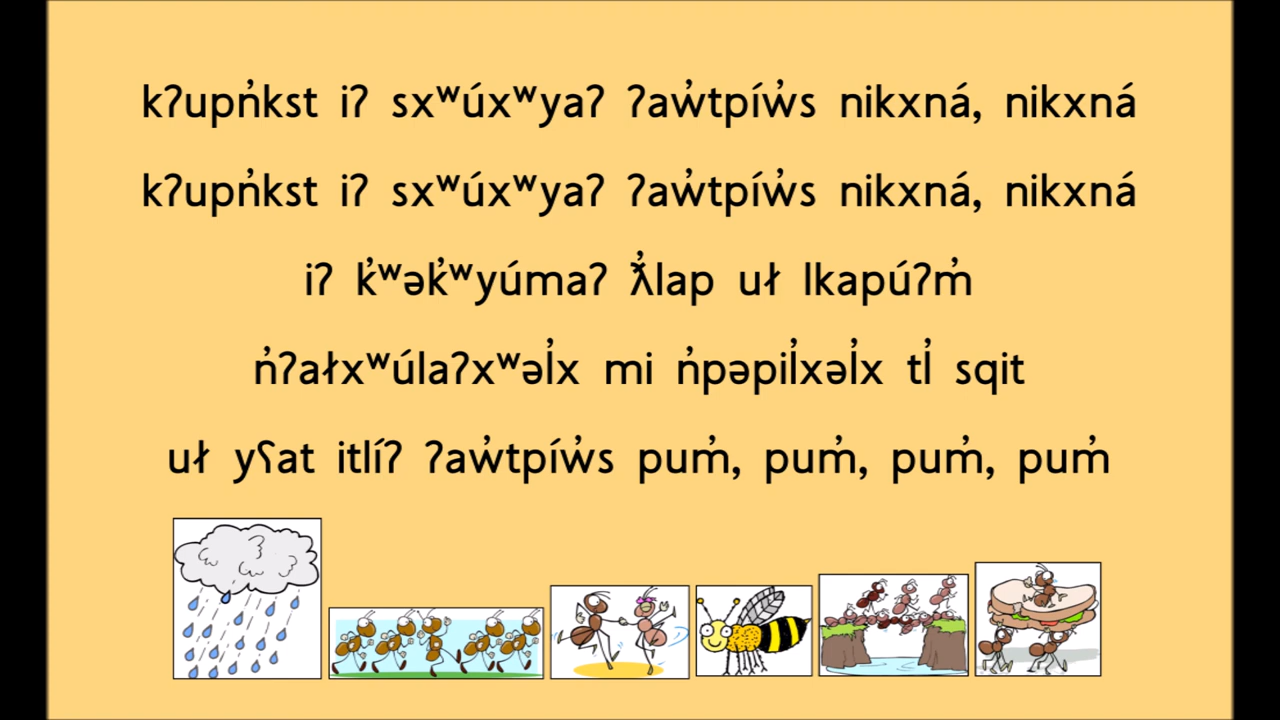 kʔupn̓kst iʔ sxʷúxʷyaʔ ʔaw̓tpíw̓s nikxná, nikxná
kʔupn̓kst iʔ sxʷúxʷyaʔ ʔaw̓tpíw̓s nikxná, nikxná
iʔ k̓ʷək̓ʷyúmaʔ ƛ̓lap uł lkapúʔm̓
n̓ʔałxʷúlaʔxʷəl̓x mi n̓pəpil̓xəl̓x tl̓ sqit
uł yʕat itlíʔ ʔaw̓tpíw̓s pum̓, pum̓, pum̓, pum̓